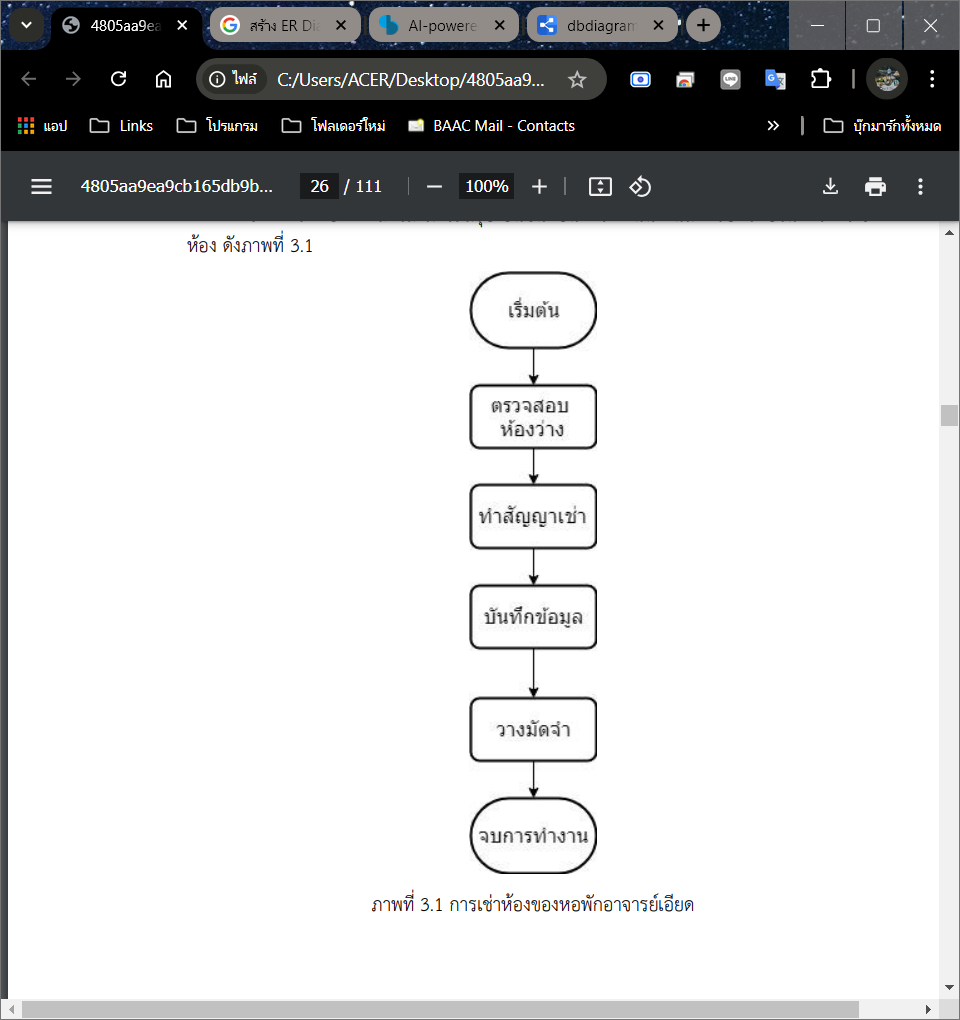 4805aa9ea
สร้าง ER Dia
AI-powere
dbdiagram
ไฟล์ C:/Users/ACER/Desktop/4805aa9...
แอป Links โปรแกรม โฟลเดอร์ใหม่ BAAC Mail - Contacts บุ๊กมาร์กทั้งหมด
4805aa9ea9cb165db9b... 26 / 111 100%
ห้อง ดังภาพที่ 3.1
เริ่มต้น
ตรวจสอบ
ห้องว่าง
ทำสัญญาเช่า
บันทึกข้อมูล
วางมัดจำ
จบการทำงาน
ภาพที่ 3.1 การเช่าห้องของหอพักอาจารย์เอียด